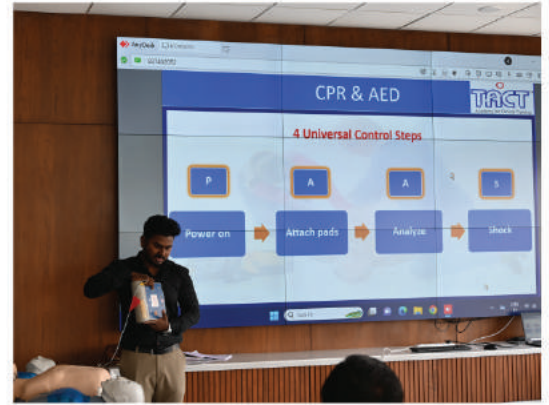 AnyDesk
CPR & AED
TACT
4 Universal Control Steps
P A A S
Power on Attach pads Analyze Shock